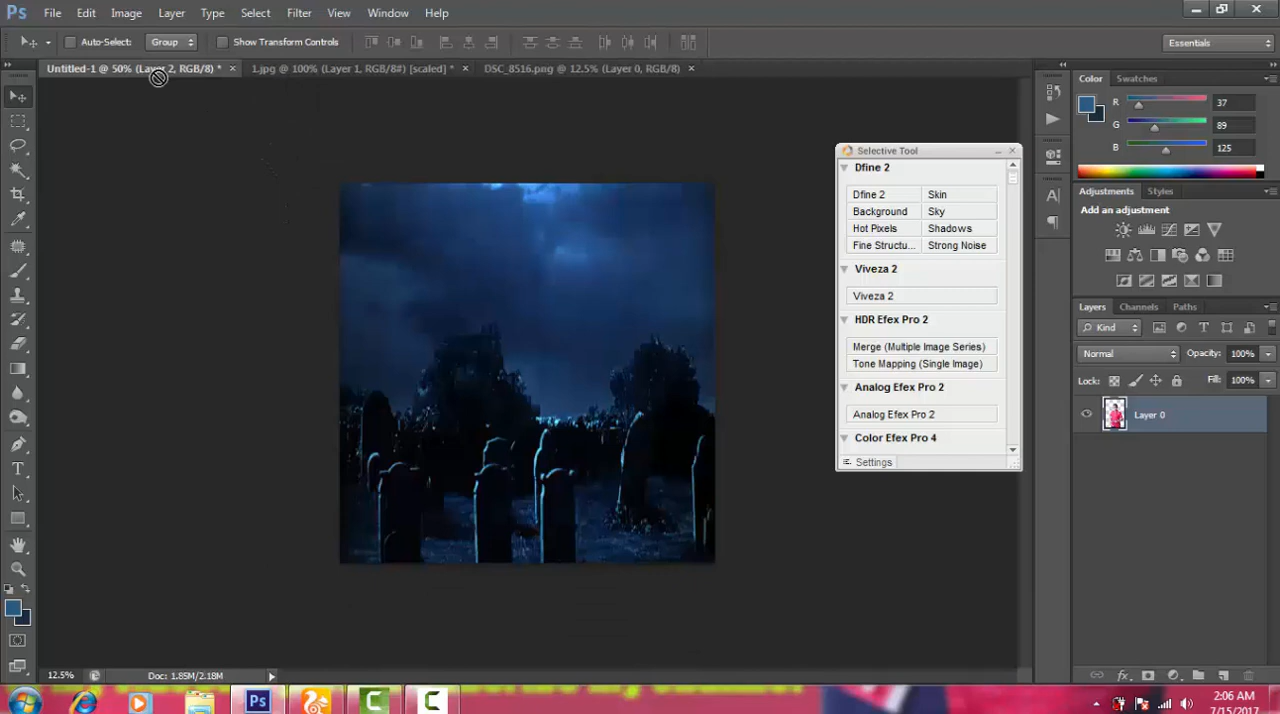 Ps File Edit Image Layer Type Select Filter View Window Help
Auto-Select: Group Show Transform Controls Essentials
Untitled-1 @ 50% (Layer 2, RGB/8) * × 1.jpg @ 100% (Layer 1, RGB/8#) [scaled] * × DSC_8516.png @ 12.5% (Layer 0, RGB/8) ×
Color Swatches
R 37
G 89
B 125
Selective Tool
Dfine 2
Dfine 2 Skin
Background Sky
Hot Pixels Shadows
Fine Structu... Strong Noise
Viveza 2
Viveza 2
HDR Efex Pro 2
Merge (Multiple Image Series)
Tone Mapping (Single Image)
Analog Efex Pro 2
Analog Efex Pro 2
Color Efex Pro 4
Settings
Adjustments Styles
Add an adjustment
Layers Channels Paths
Kind
Normal Opacity: 100%
Lock: Fill: 100%
Layer 0
12.5% Doc: 1.85M/2.18M
2:06 AM
7/15/2017